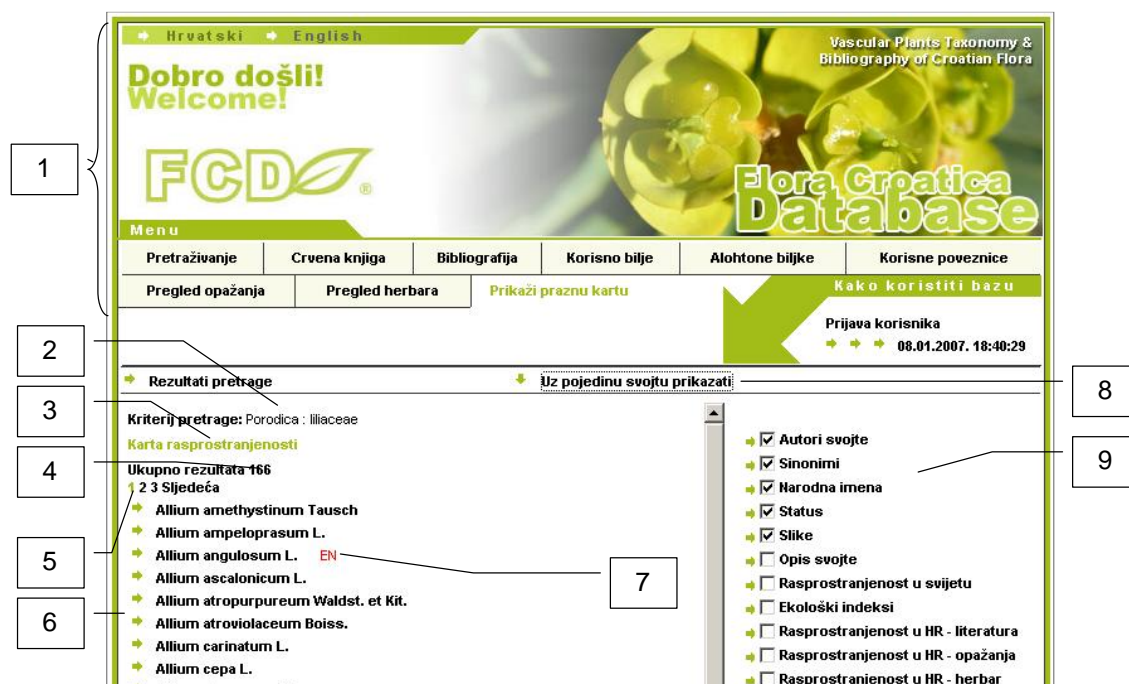 Hrvatski English
Vascular Plants Taxonomy &
Bibliography of Croatian Flora
Dobro došli!
Welcome!
1
FCD®
Flora Croatica
Database
Menu
Pretraživanje Crvena knjiga Bibliografija Korisno bilje Alohtone biljke Korisne poveznice
Pregled opažanja Pregled herbara Prikaži praznu kartu Kako koristiti bazu
Prijava korisnika
08.01.2007. 18:40:29
2
Rezultati pretrage Uz pojedinu svojtu prikazati
8
3
Kriterij pretrage: Porodica : liliaceae
Karta rasprostranjenosti
4
Ukupno rezultata 166
1 2 3 Sljedeća
Allium amethystinum Tausch
Allium ampeloprasum L.
5
Allium angulosum L. EN
7
Allium ascalonicum L.
6
Allium atropurpureum Waldst. et Kit.
Allium atroviolaceum Boiss.
Allium carinatum L.
Allium cepa L.
Autori svojte
9
Sinonimi
Narodna imena
Status
Slike
Opis svojte
Rasprostranjenost u svijetu
Ekološki indeksi
Rasprostranjenost u HR - literatura
Rasprostranjenost u HR - opažanja
Rasprostranjenost u HR - herbar